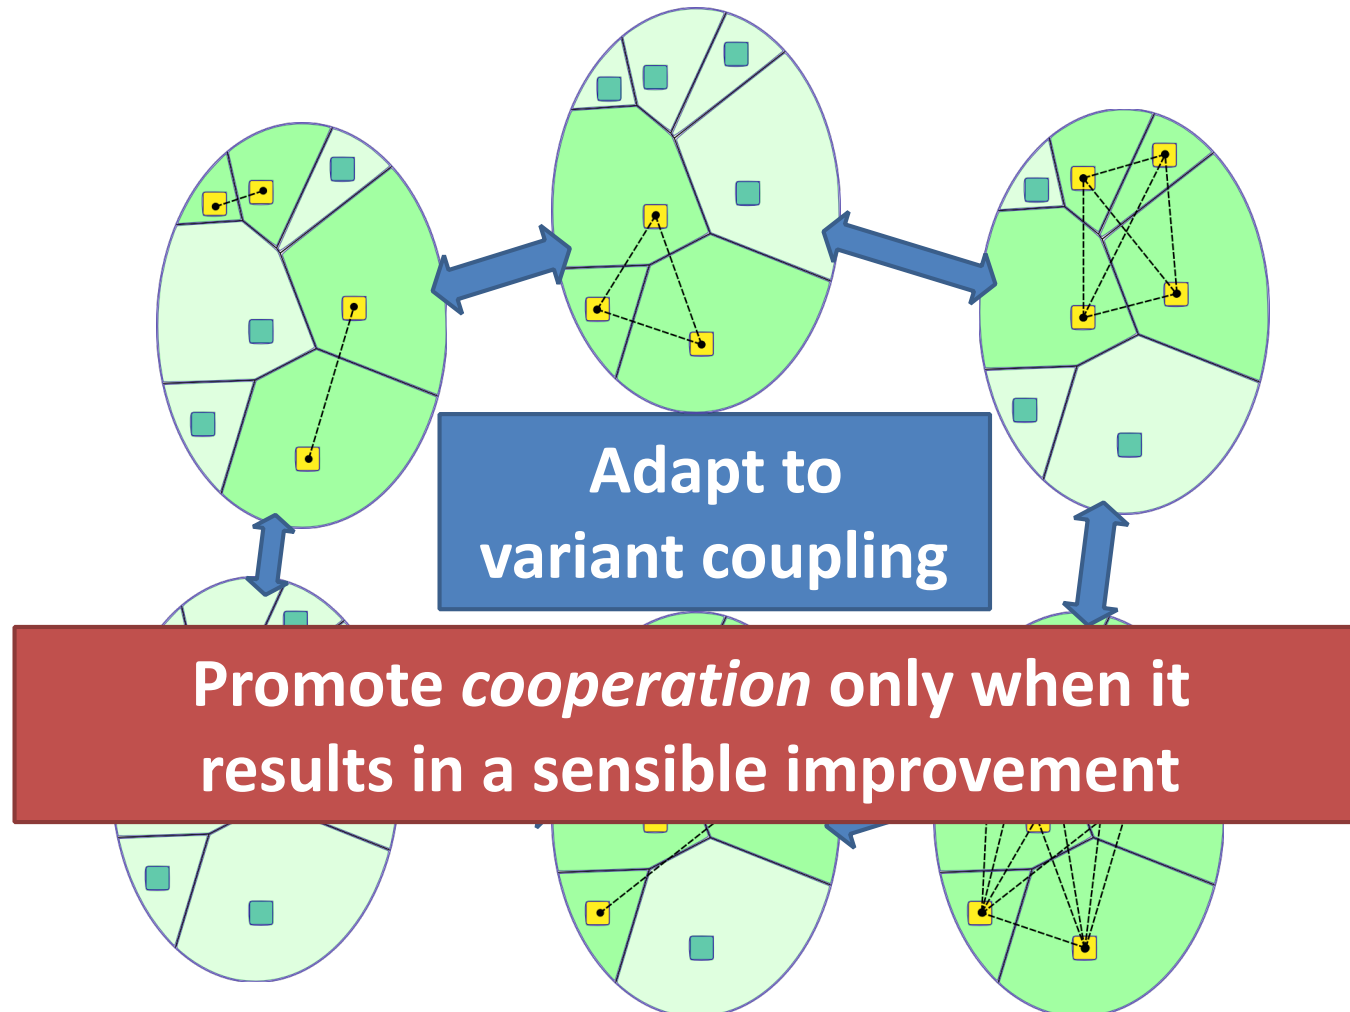 Adapt to
variant coupling
Promote cooperation only when it
results in a sensible improvement